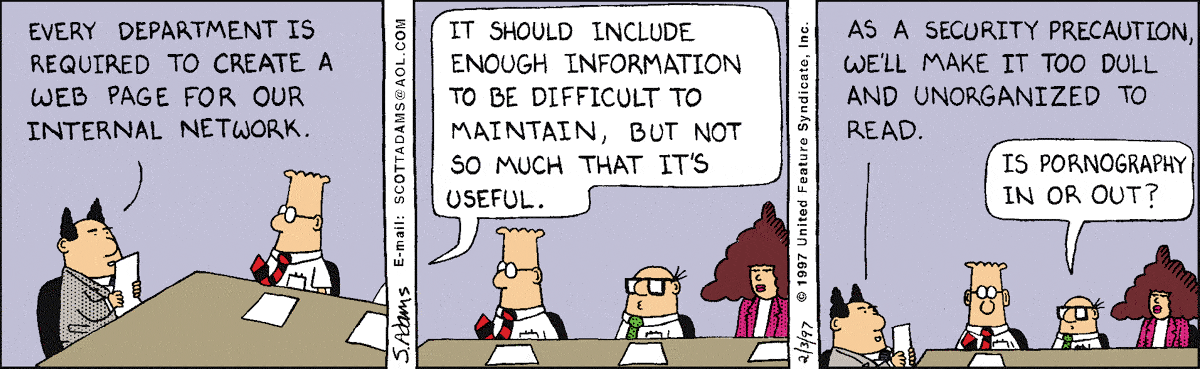 EVERY DEPARTMENT IS
REQUIRED TO CREATE A
WEB PAGE FOR OUR
INTERNAL NETWORK.
S.Adams E-mail: SCOTTADAMS@AOL.COM
IT SHOULD INCLUDE
ENOUGH INFORMATION
TO BE DIFFICULT TO
MAINTAIN, BUT NOT
SO MUCH THAT IT'S
USEFUL.
2/3/97 © 1997 United Feature Syndicate, Inc.
AS A SECURITY PRECAUTION,
WE'LL MAKE IT TOO DULL
AND UNORGANIZED TO
READ.
IS PORNOGRAPHY
IN OR OUT?